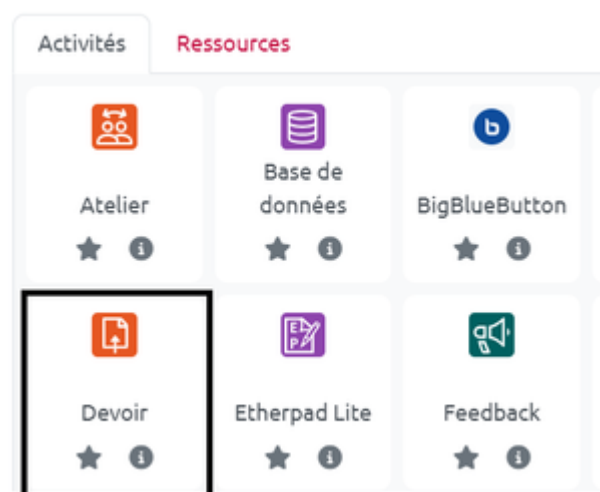 Activités Ressources
Atelier
Base de
données
BigBlueButton
Devoir
Etherpad Lite
Feedback